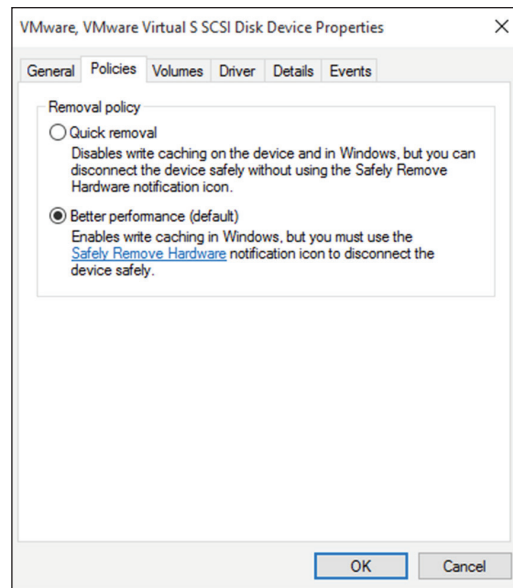 VMware, VMware Virtual S SCSI Disk Device Properties
General Policies Volumes Driver Details Events
Removal policy
Quick removal
Disables write caching on the device and in Windows, but you can
disconnect the device safely without using the Safely Remove
Hardware notification icon.
Better performance (default)
Enables write caching in Windows, but you must use the
Safely Remove Hardware notification icon to disconnect the
device safely.
OK Cancel